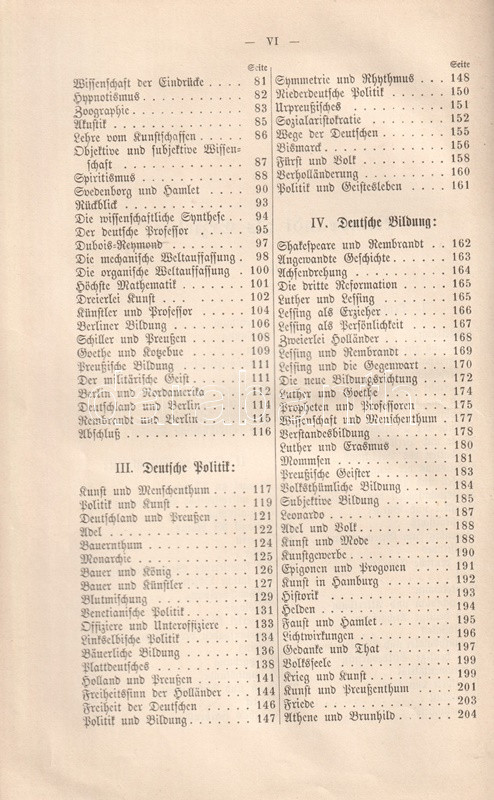 — VI —
Seite
Wissenschaft der Eindrücke . . . . 81
Hypnotismus . . . . . . . . . . . 82
Zoographie . . . . . . . . . . . . 83
Akustik . . . . . . . . . . . . . 85
Lehre vom Kunstschaffen . . . . . 86
Objektive und subjektive Wissen-
schaft . . . . . . . . . . . . 87
Spiritismus . . . . . . . . . . . 88
Svedenborg und Hamlet . . . . . . 90
Rückblick . . . . . . . . . . . . 93
Die wissenschaftliche Synthese . . 94
Der deutsche Professor . . . . . . 95
Dubois-Reymond . . . . . . . . . . 97
Die mechanische Weltauffassung . . 98
Die organische Weltauffassung . . 100
Höchste Mathematik . . . . . . . . 101
Dreierlei Kunst . . . . . . . . . 102
Künstler und Professor . . . . . . 104
Berliner Bildung . . . . . . . . . 106
Schiller und Preußen . . . . . . . 108
Goethe und Kotzebue . . . . . . . 109
Preußische Bildung . . . . . . . . 111
Der militärische Geist . . . . . . 111
Berlin und Nordamerika . . . . . . 112
Deutschland und Berlin . . . . . . 114
Rembrandt und Berlin . . . . . . . 115
Abschluß . . . . . . . . . . . . . 116
III. Deutsche Politik:
Kunst und Menschenthum . . . . . . 117
Politik und Kunst . . . . . . . . 119
Deutschland und Preußen . . . . . 121
Adel . . . . . . . . . . . . . . . 122
Bauernthum . . . . . . . . . . . . 124
Monarchie . . . . . . . . . . . . 125
Bauer und König . . . . . . . . . 126
Bauer und Künstler . . . . . . . . 127
Blutmischung . . . . . . . . . . . 129
Venetianische Politik . . . . . . 131
Offiziere und Unteroffiziere . . . 133
Linkselbische Politik . . . . . . 134
Bäuerliche Bildung . . . . . . . . 136
Plattdeutsches . . . . . . . . . . 138
Holland und Preußen . . . . . . . 141
Freiheitssinn der Holländer . . . 144
Freiheit der Deutschen . . . . . . 146
Politik und Bildung . . . . . . . 147
Seite
Symmetrie und Rhythmus . . . 148
Niederdeutsche Politik . . . . . . 150
Urpreußisches . . . . . . . . . . 151
Sozialaristokratie . . . . . . . . 152
Wege der Deutschen . . . . . . . . 155
Bismarck . . . . . . . . . . . . . 156
Fürst und Volk . . . . . . . . . . 158
Verholländerung . . . . . . . . . 160
Politik und Geistesleben . . . . . 161
IV. Deutsche Bildung:
Shakespeare und Rembrandt . . 162
Angewandte Geschichte . . . . . . 163
Achsendrehung . . . . . . . . . . 164
Die dritte Reformation . . . . . . 165
Luther und Lessing . . . . . . . . 165
Lessing als Erzieher . . . . . . . 166
Lessing als Persönlichkeit . . . . 167
Zweierlei Holländer . . . . . . . 168
Lessing und Rembrandt . . . . . . 169
Lessing und die Gegenwart . . . . 170
Die neue Bildungsrichtung . . . . 172
Luther und Goethe . . . . . . . . 174
Propheten und Professoren . . . . 175
Wissenschaft und Menschenthum . . 177
Verstandesbildung . . . . . . . . 178
Luther und Erasmus . . . . . . . . 180
Mommsen . . . . . . . . . . . . . 181
Preußische Geister . . . . . . . . 183
Volksthümliche Bildung . . . . . . 184
Subjektive Bildung . . . . . . . . 185
Leonardo . . . . . . . . . . . . . 187
Adel und Volk . . . . . . . . . . 188
Kunst und Mode . . . . . . . . . . 188
Kunstgewerbe . . . . . . . . . . . 190
Epigonen und Progonen . . . . . . 191
Kunst in Hamburg . . . . . . . . . 192
Historik . . . . . . . . . . . . . 193
Helden . . . . . . . . . . . . . . 194
Faust und Hamlet . . . . . . . . . 195
Lichtwirkungen . . . . . . . . . . 196
Gedanke und That . . . . . . . . . 197
Volksseele . . . . . . . . . . . . 199
Krieg und Kunst . . . . . . . . . 199
Kunst und Preußenthum . . . . . . 201
Friede . . . . . . . . . . . . . . 203
Athene und Brunhild . . . . . . . 204